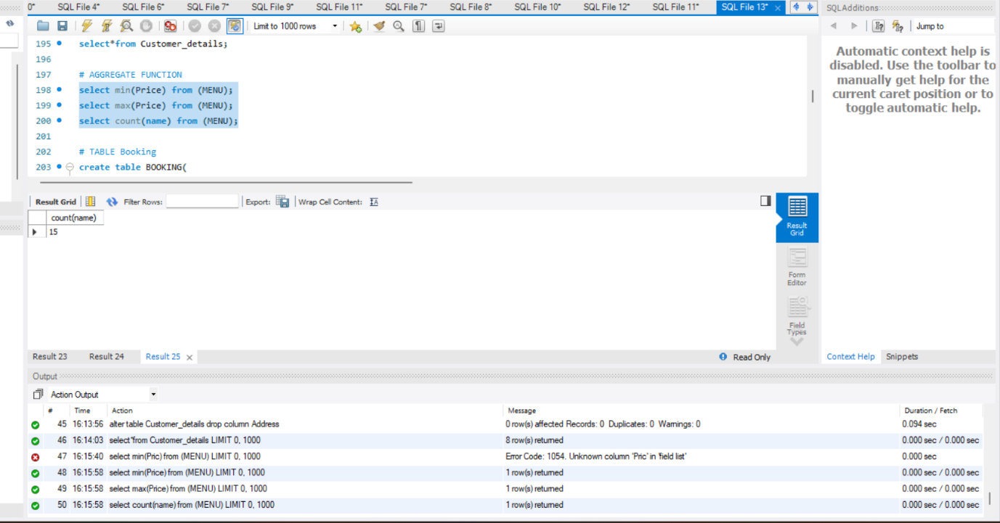 0* SQL File 4* SQL File 6* SQL File 7* SQL File 9* SQL File 11* SQL File 7* SQL File 8* SQL File 10* SQL File 12* SQL File 11* SQL File 13* SQLAdditions
Limit to 1000 rows Jump to
195 select*from Customer_details;
196
197 # AGGREGATE FUNCTION
198 select min(Price) from (MENU);
199 select max(Price) from (MENU);
200 select count(name) from (MENU);
201
202 # TABLE Booking
203 create table BOOKING(
Automatic context help is
disabled. Use the toolbar to
manually get help for the
current caret position or to
toggle automatic help.
Result Grid Filter Rows: Export: Wrap Cell Content:
count(name)
15
Result
Grid
Form
Editor
Field
Types
Result 23 Result 24 Result 25 Read Only Context Help Snippets
Output
Action Output
# Time Action Message Duration / Fetch
45 16:13:56 alter table Customer_details drop column Address 0 row(s) affected Records: 0 Duplicates: 0 Warnings: 0 0.094 sec
46 16:14:03 select*from Customer_details LIMIT 0, 1000 8 row(s) returned 0.000 sec / 0.000 sec
47 16:15:40 select min(Pric) from (MENU) LIMIT 0, 1000 Error Code: 1054. Unknown column 'Pric' in 'field list' 0.000 sec
48 16:15:58 select min(Price) from (MENU) LIMIT 0, 1000 1 row(s) returned 0.000 sec / 0.000 sec
49 16:15:58 select max(Price) from (MENU) LIMIT 0, 1000 1 row(s) returned 0.000 sec / 0.000 sec
50 16:15:58 select count(name) from (MENU) LIMIT 0, 1000 1 row(s) returned 0.000 sec / 0.000 sec